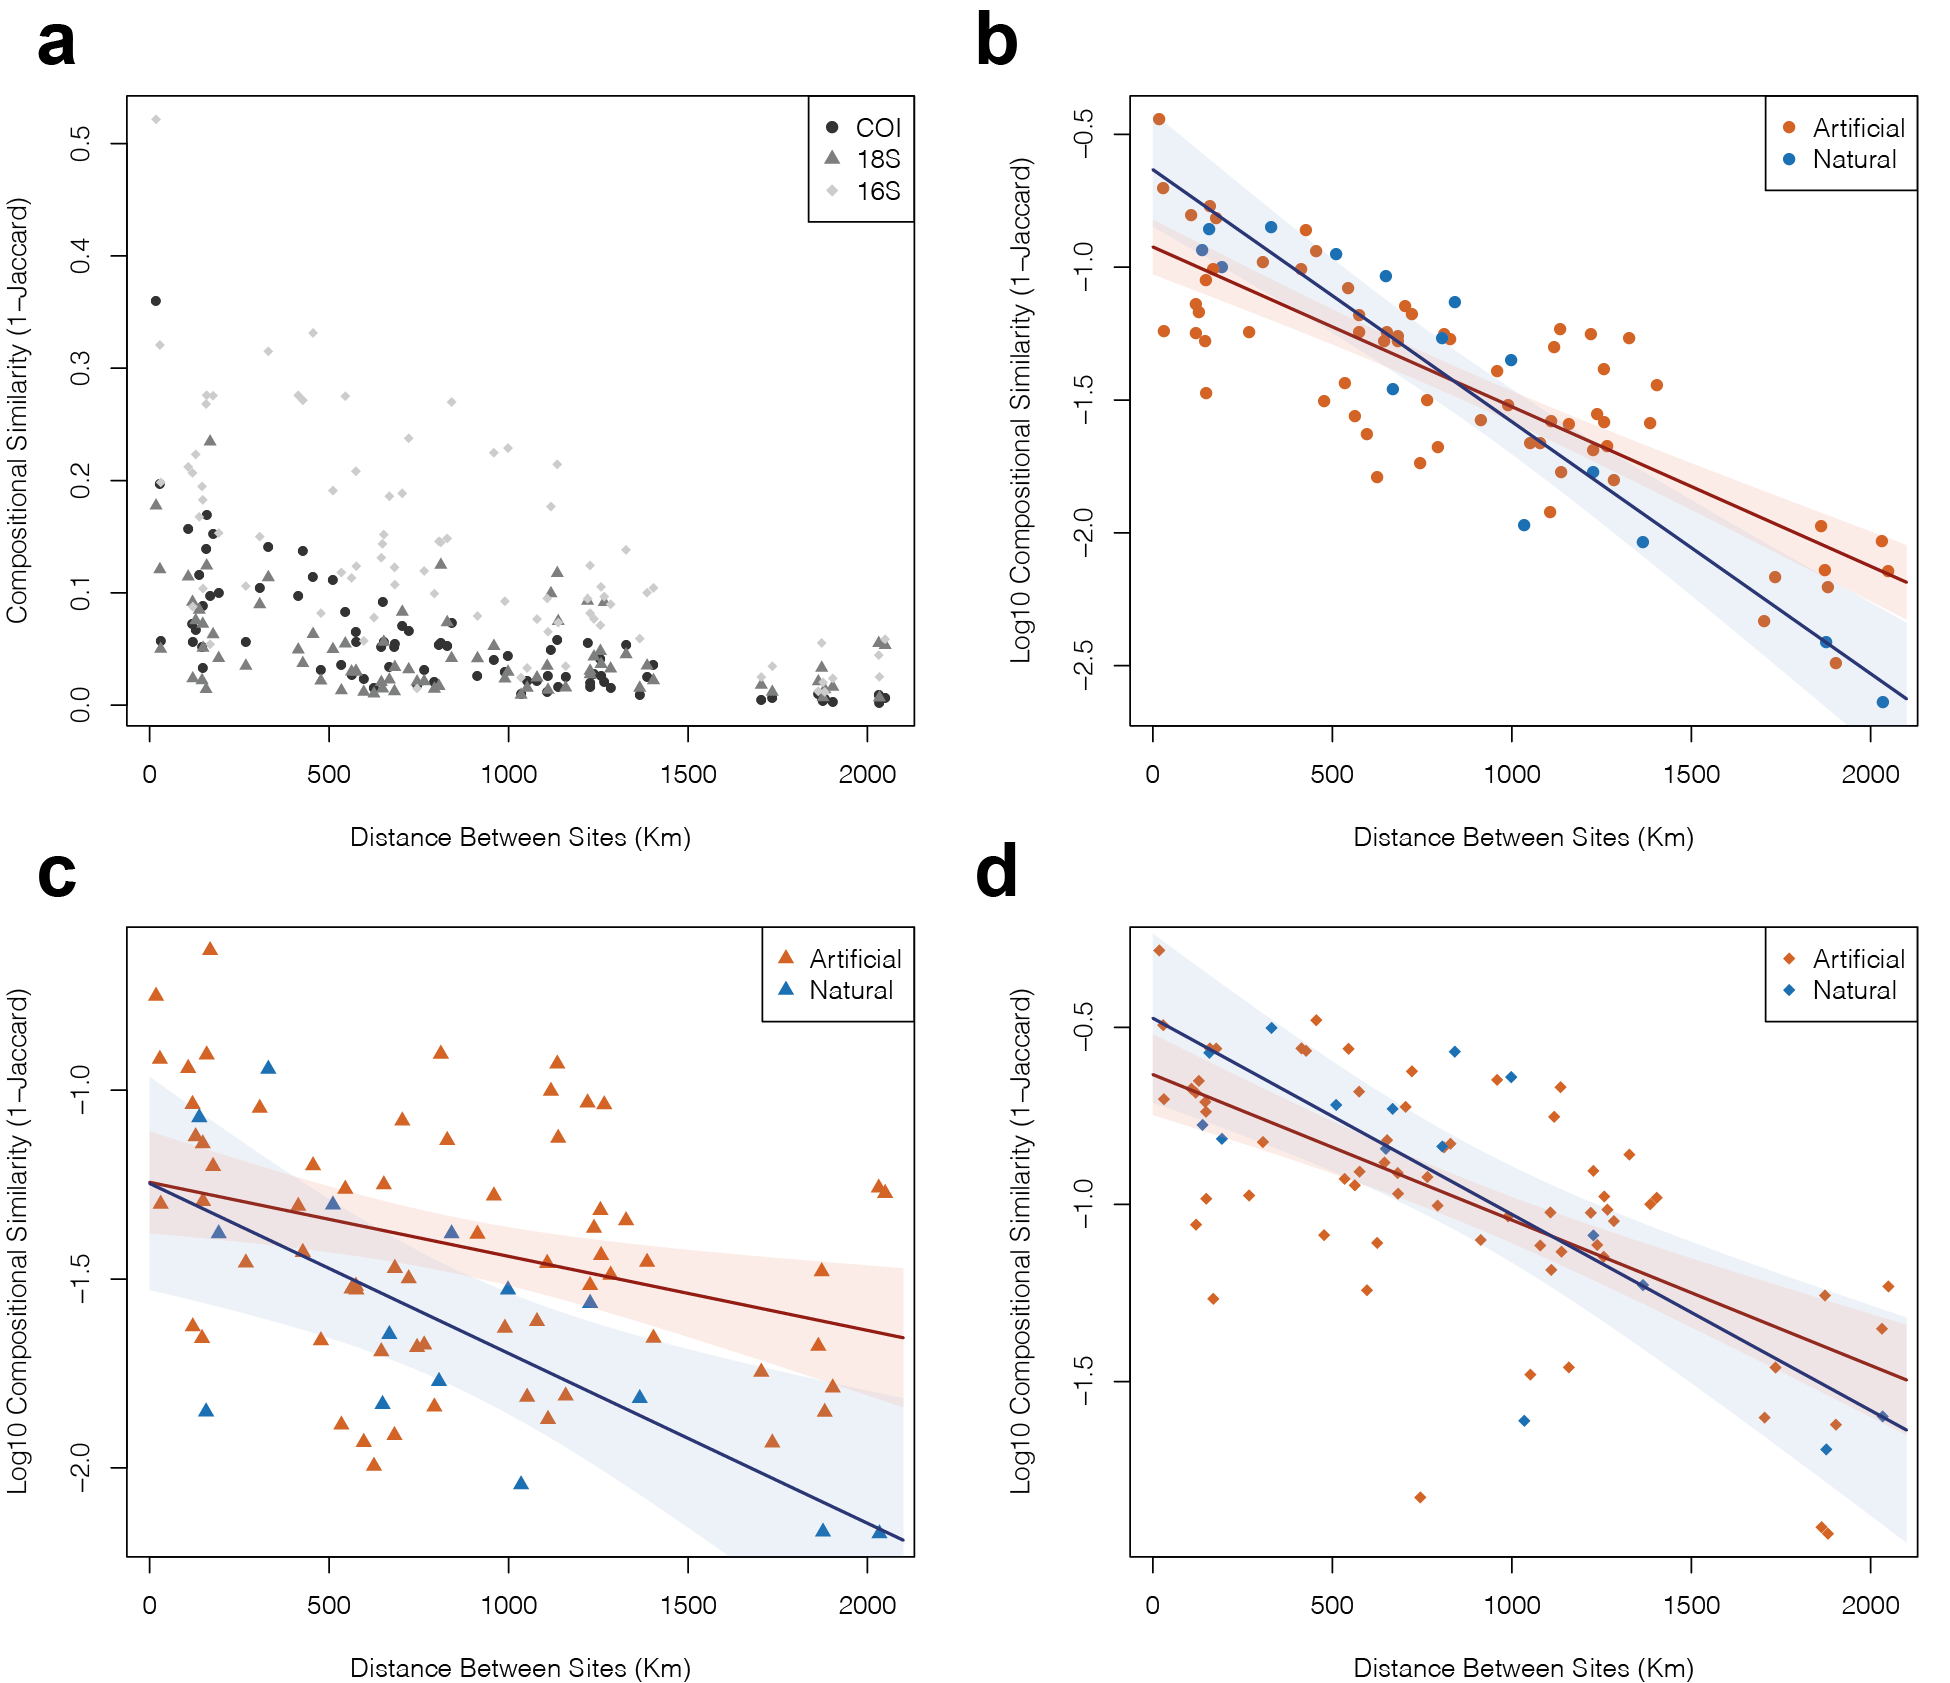 a
COI
18S
16S
0.0 0.1 0.2 0.3 0.4 0.5
Compositional Similarity (1−Jaccard)
0 500 1000 1500 2000
Distance Between Sites (Km)
b
Artificial
Natural
−2.5 −2.0 −1.5 −1.0 −0.5
Log10 Compositional Similarity (1−Jaccard)
0 500 1000 1500 2000
Distance Between Sites (Km)
c
Artificial
Natural
−2.0 −1.5 −1.0
Log10 Compositional Similarity (1−Jaccard)
0 500 1000 1500 2000
Distance Between Sites (Km)
d
Artificial
Natural
−1.5 −1.0 −0.5
Log10 Compositional Similarity (1−Jaccard)
0 500 1000 1500 2000
Distance Between Sites (Km)